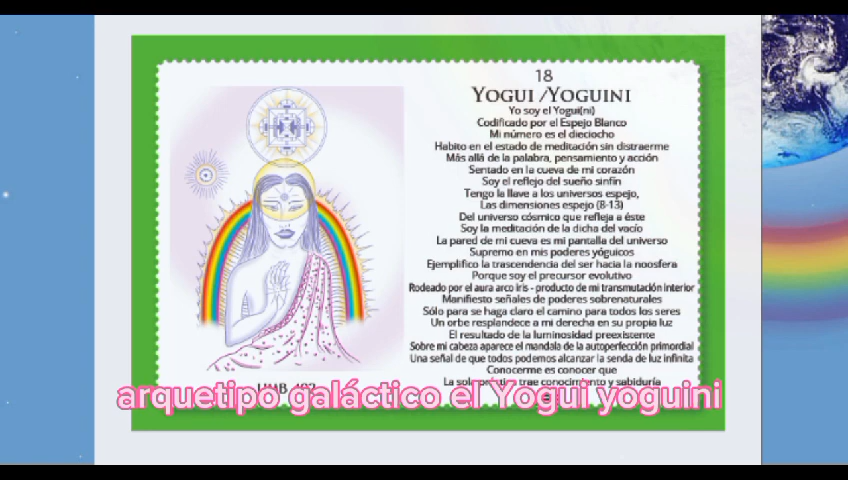 18
YOGUI /YOGUINI
Yo soy el Yogui(ni)
Codificado por el Espejo Blanco
Mi número es el dieciocho
Habito en el estado de meditación sin distraerme
Más allá de la palabra, pensamiento y acción
Sentado en la cueva de mi corazón
Soy el reflejo del sueño sinfín
Tengo la llave a los universos espejo,
Las dimensiones espejo (8-13)
Del universo cósmico que refleja a éste
Soy la meditación de la dicha del vacío
La pared de mi cueva es mi pantalla del universo
Supremo en mis poderes yóguicos
Ejemplifico la trascendencia del ser hacia la noosfera
Porque soy el precursor evolutivo
Rodeado por el aura arco iris - producto de mi transmutación interior
Manifiesto señales de poderes sobrenaturales
Sólo para se haga claro el camino para todos los seres
Un orbe resplandece a mi derecha en su propia luz
El resultado de la luminosidad preexistente
Sobre mi cabeza aparece el mandala de la autoperfección primordial
Una señal de que todos podemos alcanzar la senda de luz infinita
Conocerme es conocer que
La sola práctica trae conocimiento y sabiduría
arquetipo galáctico el Yogui yoguini